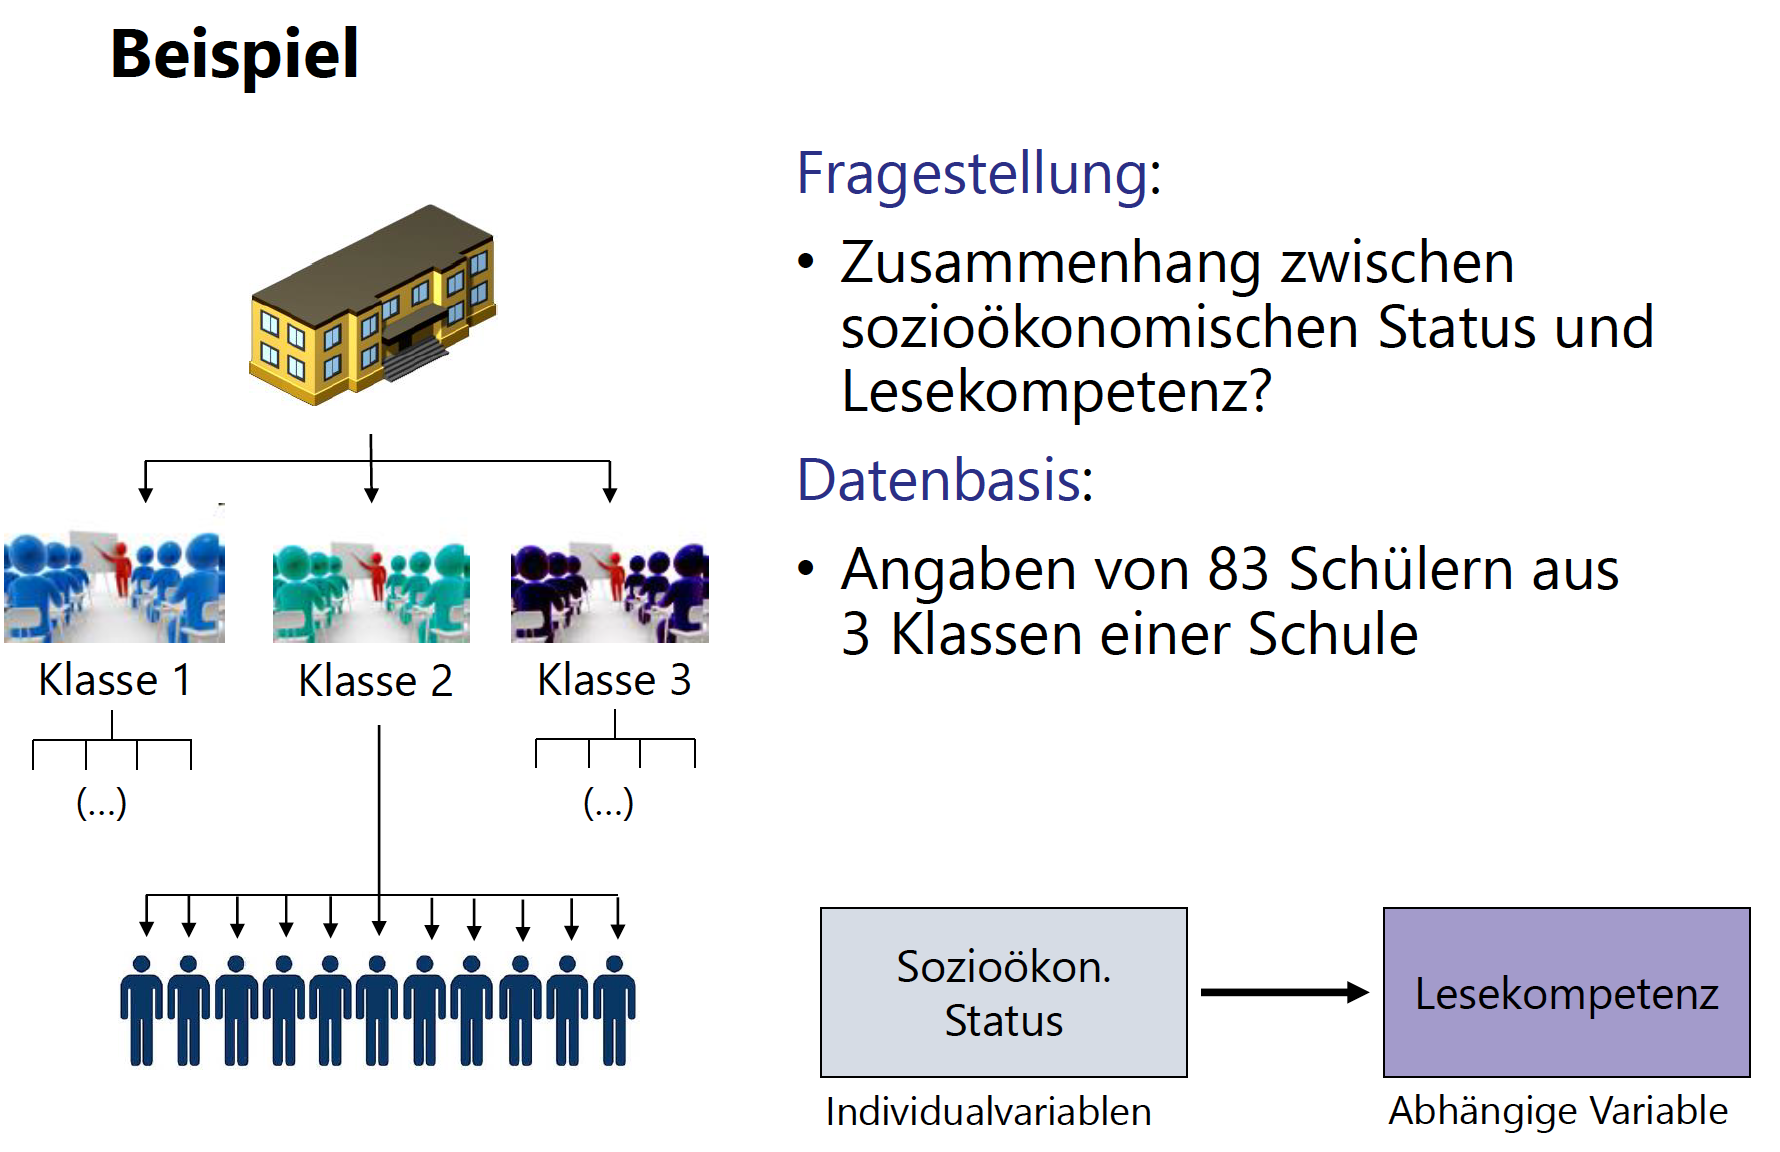 Beispiel
Fragestellung:
• Zusammenhang zwischen
sozioökonomischen Status und
Lesekompetenz?
Datenbasis:
• Angaben von 83 Schülern aus
3 Klassen einer Schule
Klasse 1
Klasse 2
Klasse 3
(...)
(...)
Sozioökon.
Status
Lesekompetenz
Individualvariablen
Abhängige Variable